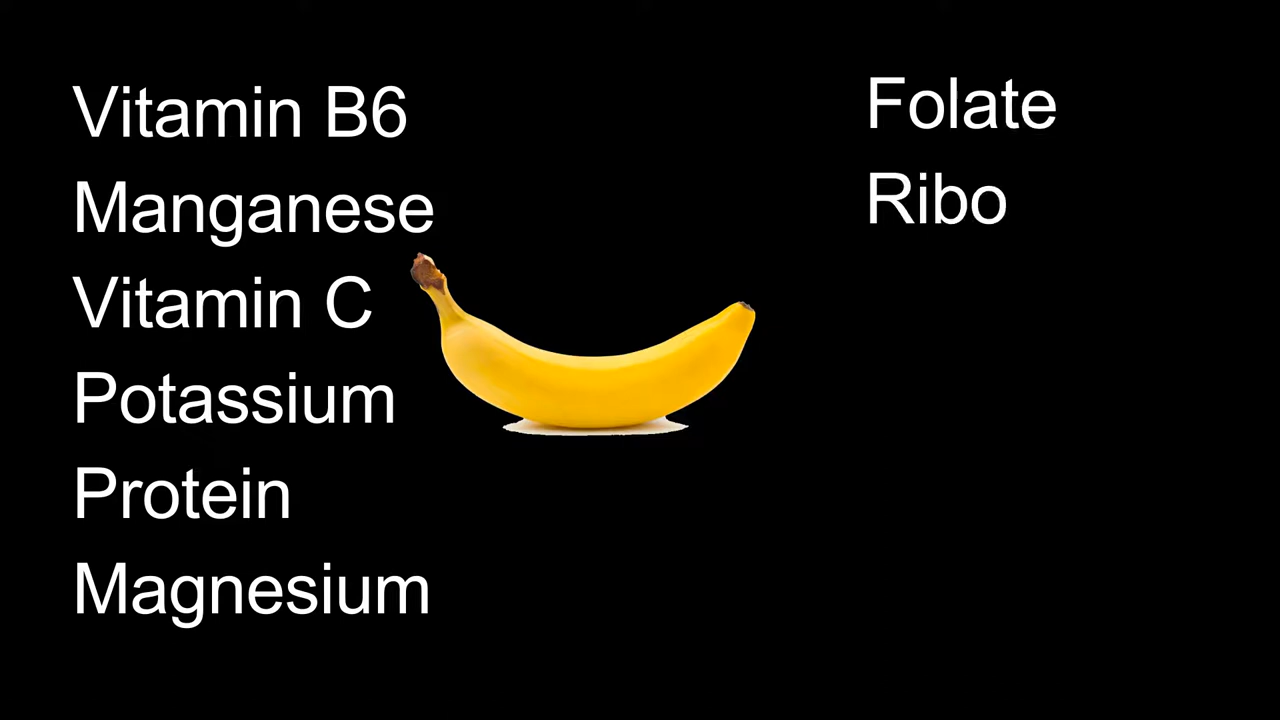 Vitamin B6
Manganese
Vitamin C
Potassium
Protein
Magnesium
Folate
Ribo